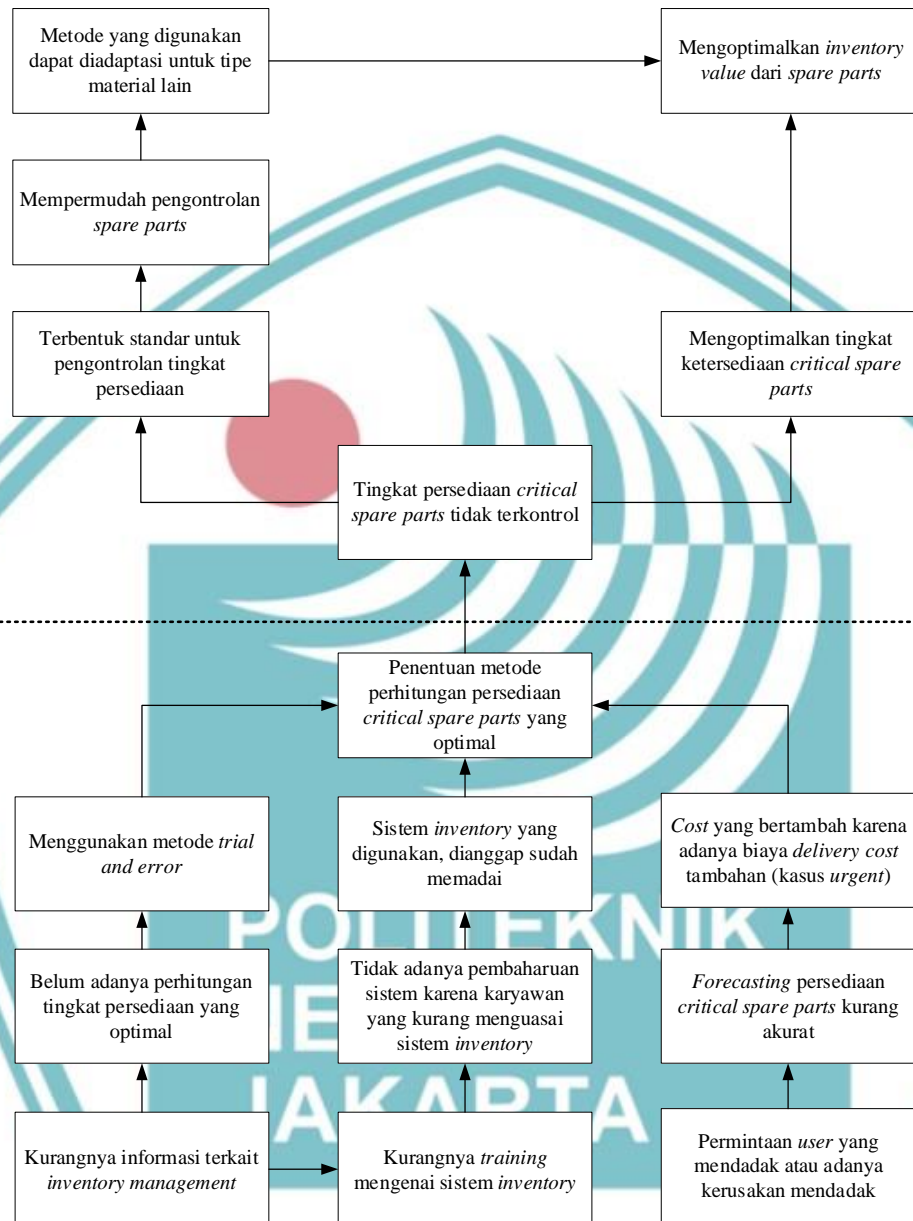 Metode yang digunakan
dapat diadaptasi untuk tipe
material lain
Mengoptimalkan inventory
value dari spare parts
Mempermudah pengontrolan
spare parts
Terbentuk standar untuk
pengontrolan tingkat
persediaan
Mengoptimalkan tingkat
ketersediaan critical spare
parts
Tingkat persediaan critical
spare parts tidak terkontrol
Penentuan metode
perhitungan persediaan
critical spare parts yang
optimal
Menggunakan metode trial
and error
Sistem inventory yang
digunakan, dianggap sudah
memadai
Cost yang bertambah karena
adanya biaya delivery cost
tambahan (kasus urgent)
POLITEKNIK
Belum adanya perhitungan
tingkat persediaan yang
optimal
Tidak adanya pembaharuan
sistem karena karyawan
yang kurang menguasai
sistem inventory
Forecasting persediaan
critical spare parts kurang
akurat
JAKARTA
Kurangnya informasi terkait
inventory management
Kurangnya training
mengenai sistem inventory
Permintaan user yang
mendadak atau adanya
kerusakan mendadak